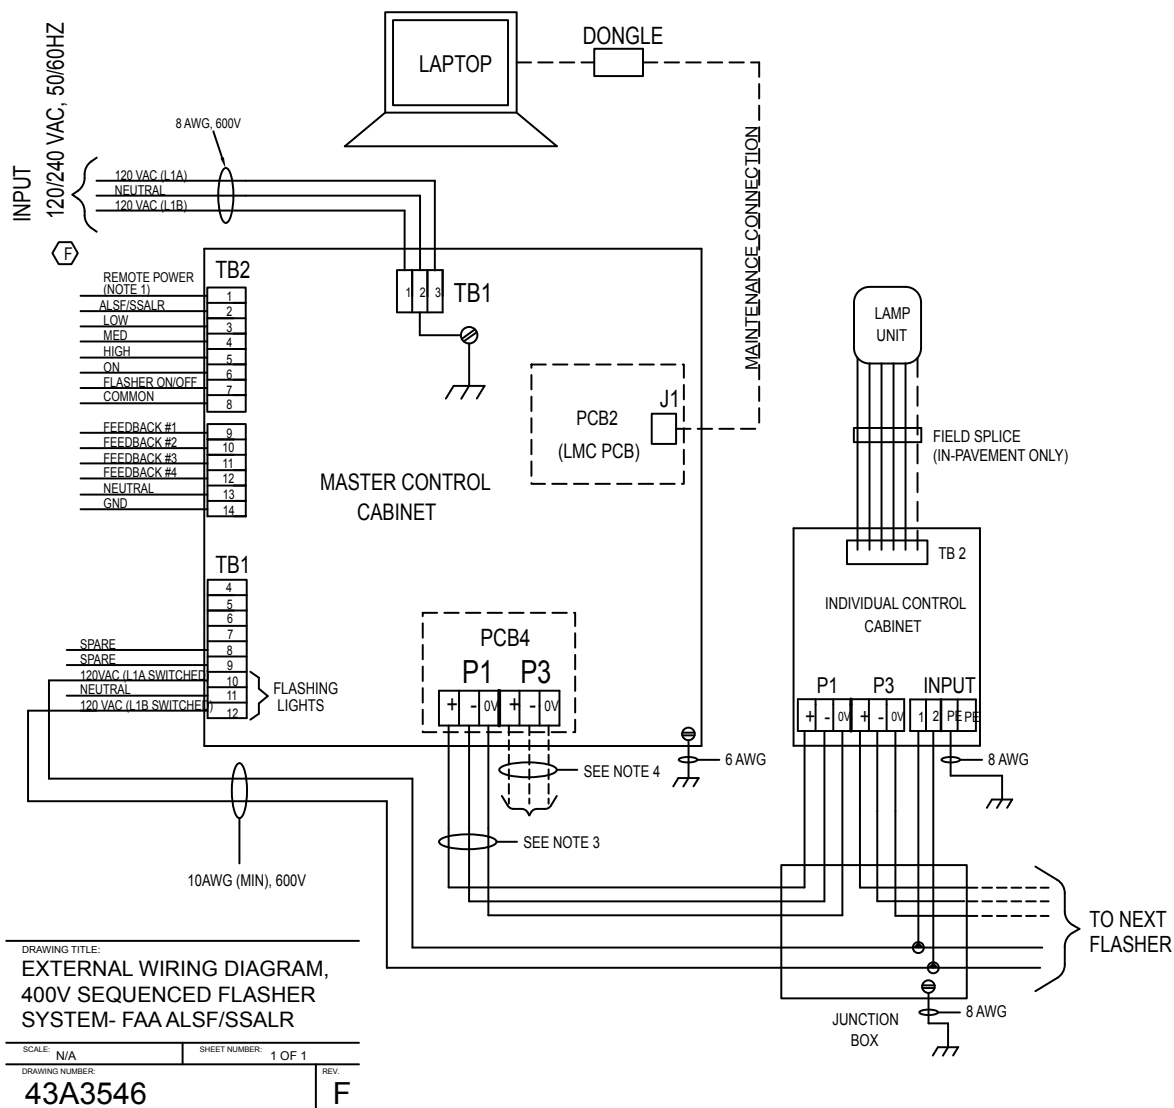 DONGLE
LAPTOP
INPUT
120/240 VAC, 50/60HZ
8 AWG, 600V
120 VAC (L1A)
NEUTRAL
120 VAC (L1B)
MAINTENANCE CONNECTION
F
TB2
REMOTE POWER
(NOTE 1)
1
ALSF/SSALR
2
LOW
3
MED
4
HIGH
5
ON
6
FLASHER ON/OFF
7
COMMON
8
FEEDBACK #1
9
FEEDBACK #2
10
FEEDBACK #3
11
FEEDBACK #4
12
NEUTRAL
13
GND
14
1 2 3
TB1
J1
PCB2
(LMC PCB)
MASTER CONTROL
CABINET
LAMP
UNIT
FIELD SPLICE
(IN-PAVEMENT ONLY)
TB 2
INDIVIDUAL CONTROL
CABINET
TB1
4
5
6
7
SPARE
8
SPARE
9
120VAC (L1A SWITCHED
10
NEUTRAL
11
120 VAC (L1B SWITCHED)
12
FLASHING
LIGHTS
PCB4
P1 P3
+ - 0V + - 0V
P1 P3 INPUT
+ - 0V + - 0V 1 2 PE PE
6 AWG
8 AWG
SEE NOTE 4
SEE NOTE 3
10AWG (MIN), 600V
TO NEXT
FLASHER
JUNCTION
BOX
8 AWG
DRAWING TITLE:
EXTERNAL WIRING DIAGRAM,
400V SEQUENCED FLASHER
SYSTEM- FAA ALSF/SSALR
SCALE: N/A
SHEET NUMBER: 1 OF 1
DRAWING NUMBER:
43A3546
REV.
F